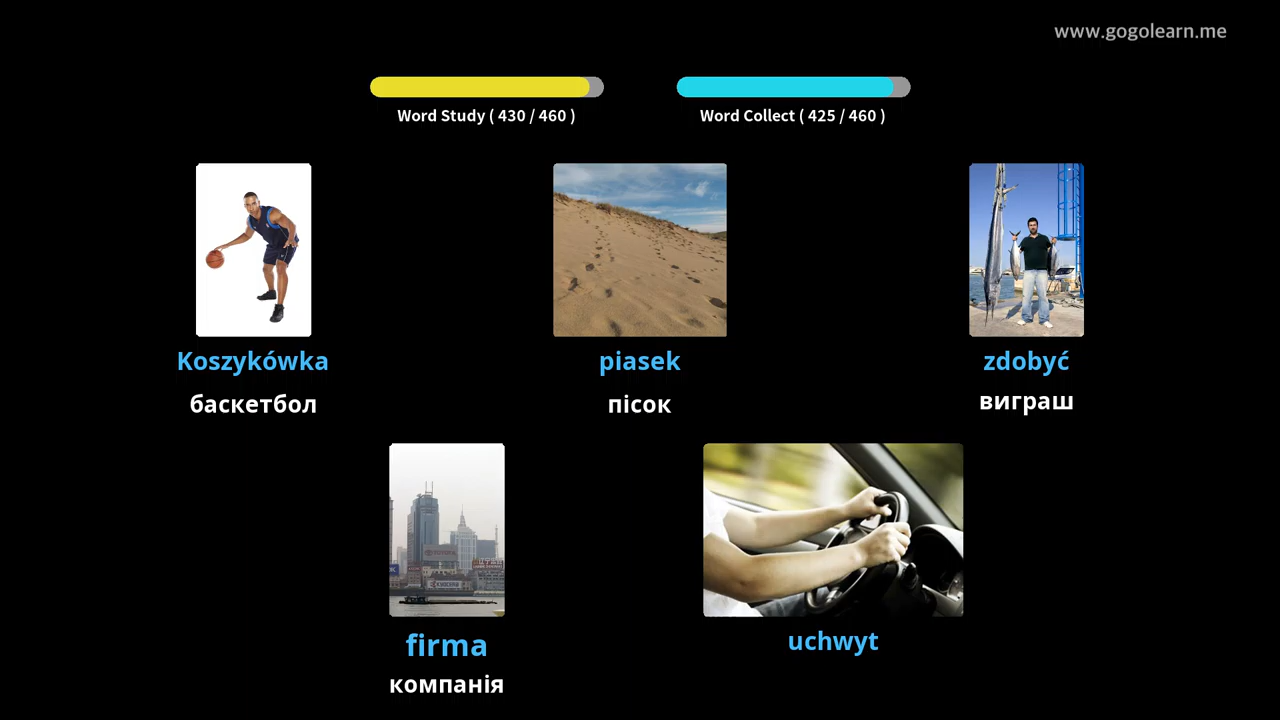 www.gogolearn.me
Word Study ( 430 / 460 )
Word Collect ( 425 / 460 )
Koszykówka
баскетбол
piasek
пісок
zdobyć
виграш
firma
компанія
uchwyt